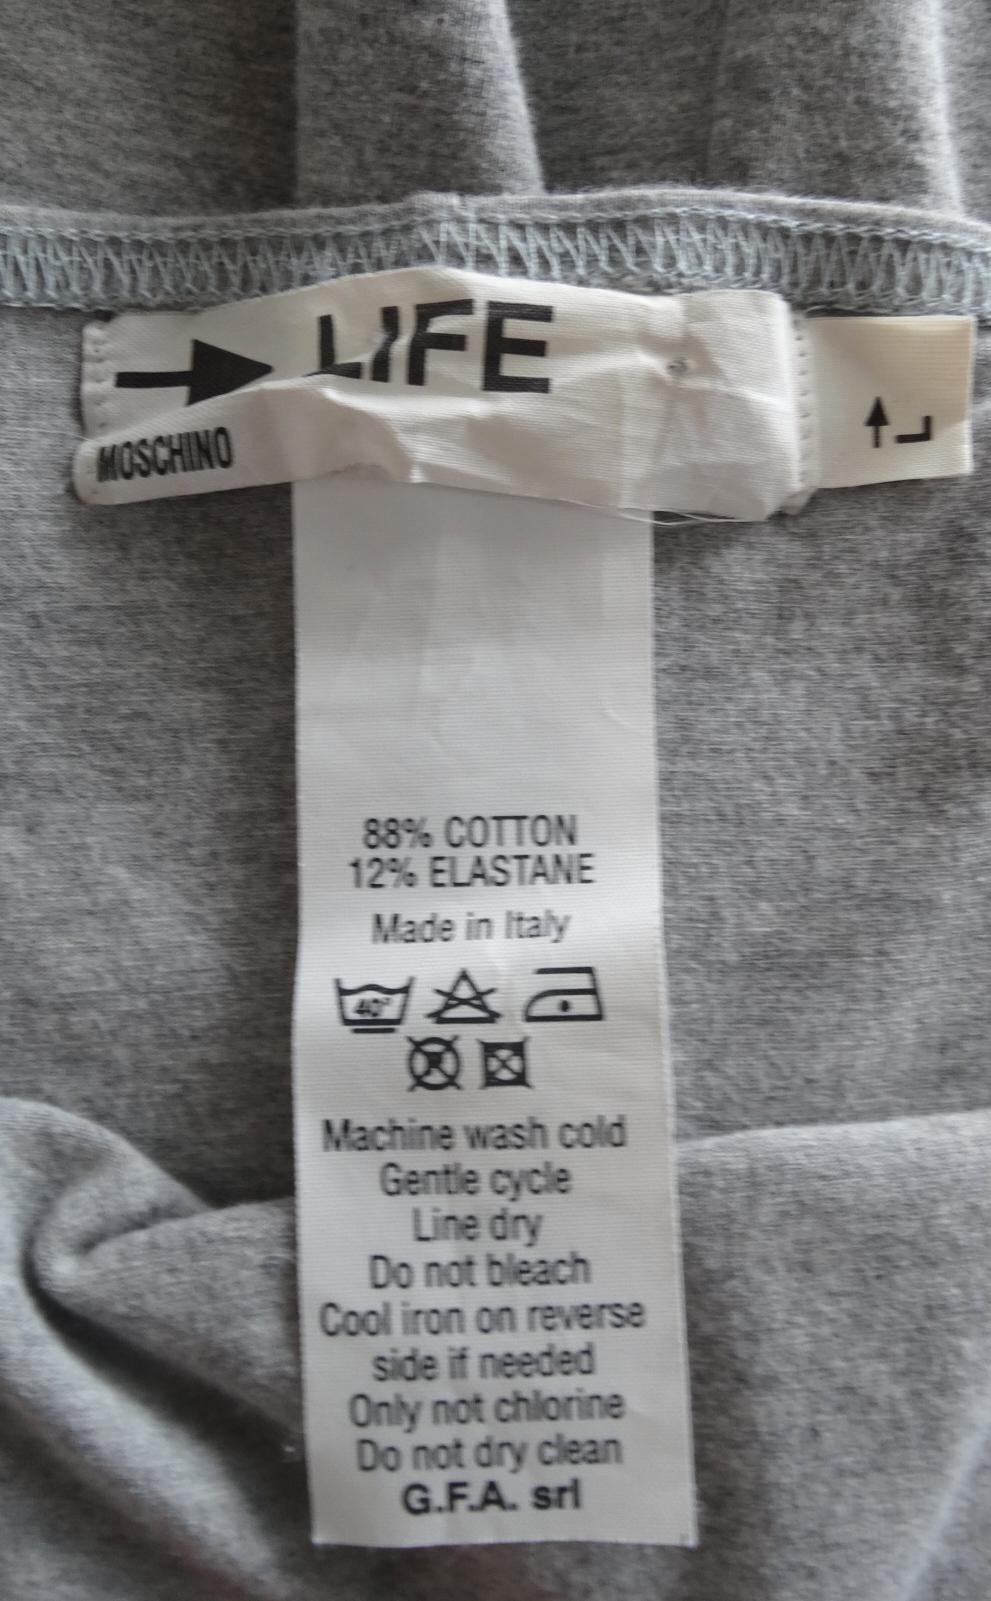 LIFE
MOSCHINO
L
88% COTTON
12% ELASTANE
Made in Italy
40°
Machine wash cold
Gentle cycle
Line dry
Do not bleach
Cool iron on reverse
side if needed
Only not chlorine
Do not dry clean
G.F.A. srl